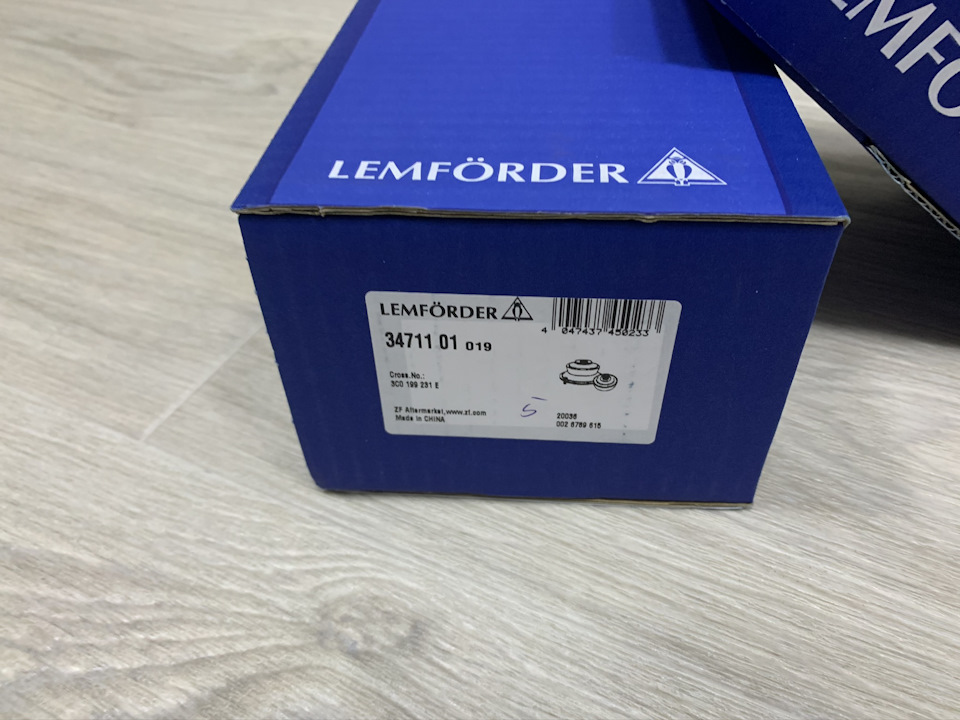 LEMFÖ
LEMFÖRDER
LEMFÖRDER
4 047437 450233
34711 01 019
Cross.No.:
3C0 199 231 E
ZF Aftermarket,www.zf.com
Made in CHINA
5
20036
002 6789 615